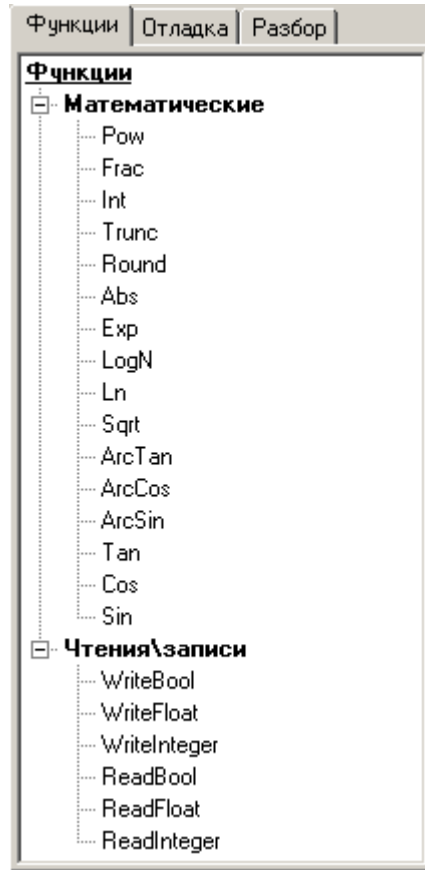 Функции Отладка Разбор
Функции
Математические
Pow
Frac
Int
Trunc
Round
Abs
Exp
LogN
Ln
Sqrt
ArcTan
ArcCos
ArcSin
Tan
Cos
Sin
Чтения\записи
WriteBool
WriteFloat
WriteInteger
ReadBool
ReadFloat
ReadInteger